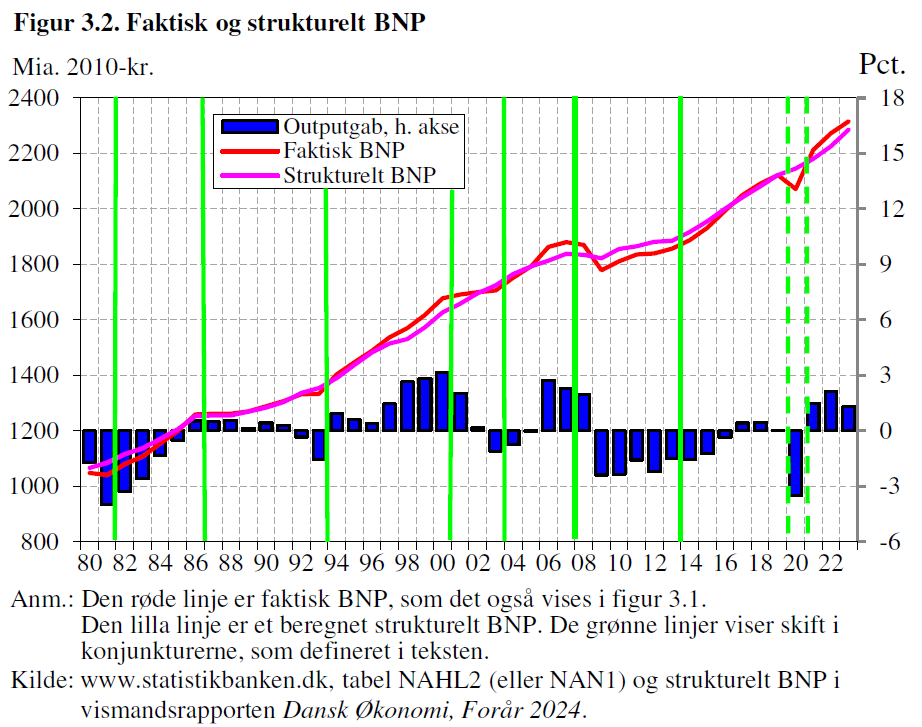 Figur 3.2. Faktisk og strukturelt BNP
Mia. 2010-kr.
Pct.
2400
2200
2000
1800
1600
1400
1200
1000
800
18
15
12
9
6
3
0
-3
-6
Outputgab, h. akse
Faktisk BNP
Strukturelt BNP
80 82 84 86 88 90 92 94 96 98 00 02 04 06 08 10 12 14 16 18 20 22
Anm.: Den røde linje er faktisk BNP, som det også vises i figur 3.1.
Den lilla linje er et beregnet strukturelt BNP. De grønne linjer viser skift i
konjunkturerne, som defineret i teksten.
Kilde: www.statistikbanken.dk, tabel NAHL2 (eller NAN1) og strukturelt BNP i
vismandsrapporten Dansk Økonomi, Forår 2024.